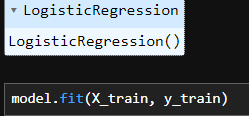 LogisticRegression
LogisticRegression()
model.fit(X_train, y_train)